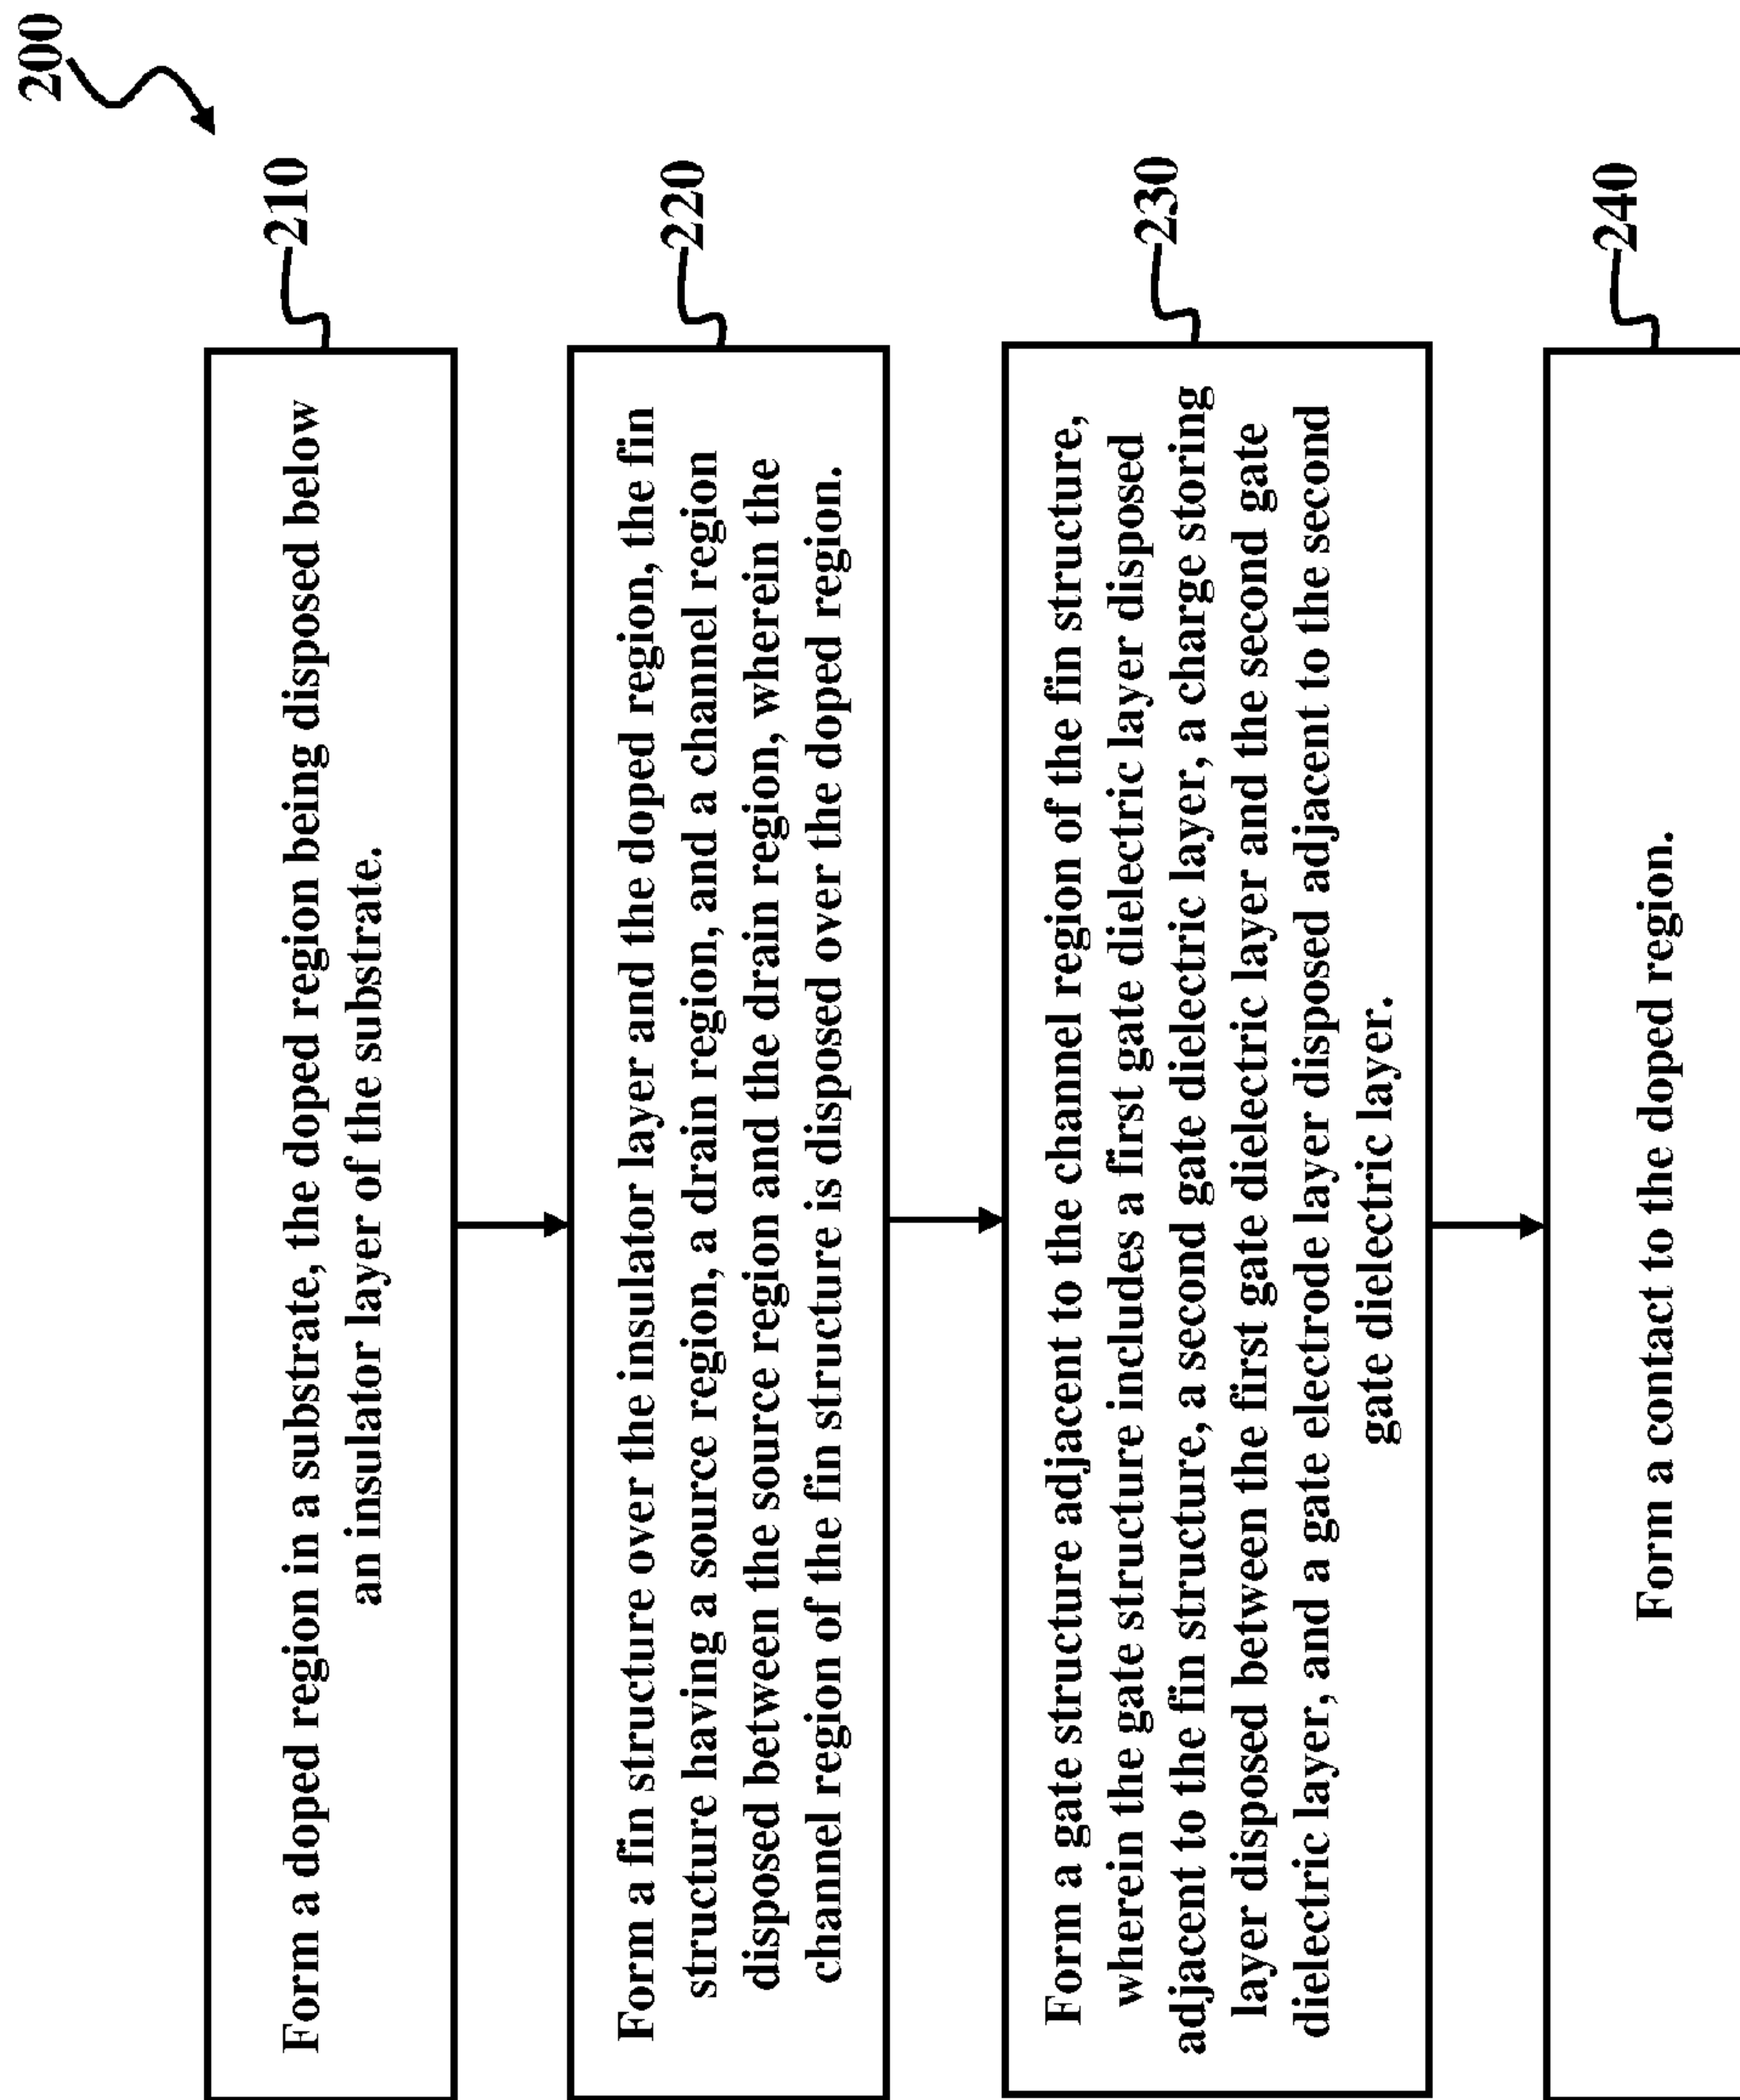 200
210
Form a doped region in a substrate, the doped region being disposed below
an insulator layer of the substrate.
220
Form a fin structure over the insulator layer and the doped region, the fin
structure having a source region, a drain region, and a channel region
disposed between the source region and the drain region, wherein the
channel region of the fin structure is disposed over the doped region.
230
Form a gate structure adjacent to the channel region of the fin structure,
wherein the gate structure includes a first gate dielectric layer disposed
adjacent to the fin structure, a second gate dielectric layer, a charge storing
layer disposed between the first gate dielectric layer and the second gate
dielectric layer, and a gate electrode layer disposed adjacent to the second
gate dielectric layer.
240
Form a contact to the doped region.